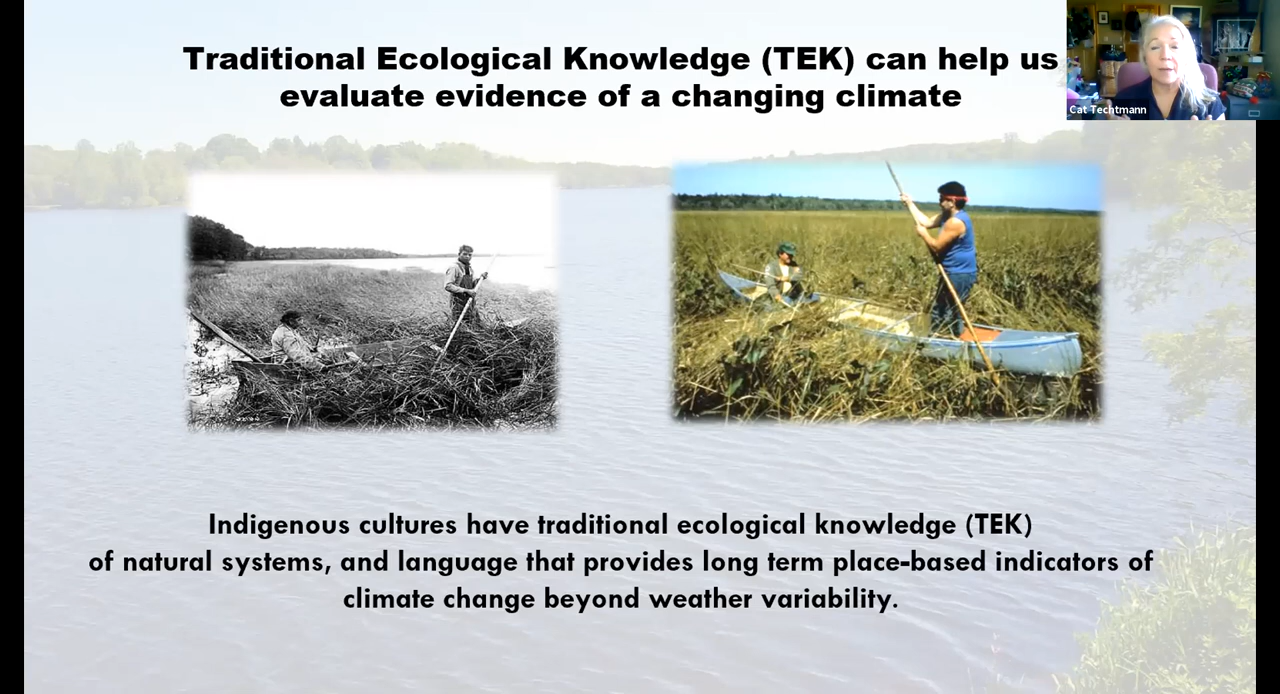 Traditional Ecological Knowledge (TEK) can help us
evaluate evidence of a changing climate
Cat Techtmann
Indigenous cultures have traditional ecological knowledge (TEK)
of natural systems, and language that provides long term place-based indicators of
climate change beyond weather variability.